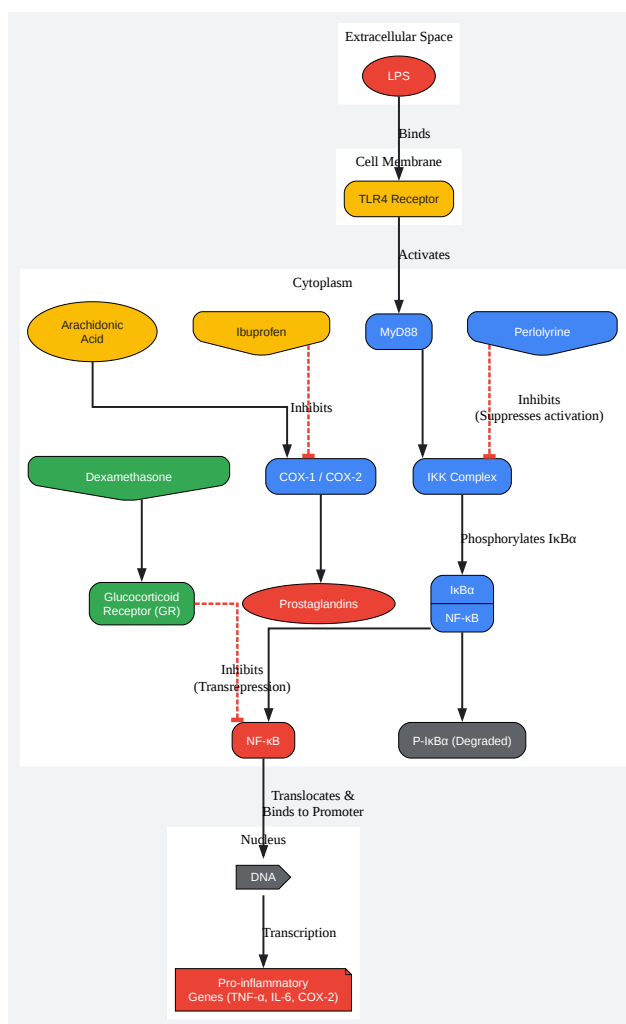 Extracellular Space
LPS
Binds
Cell Membrane
TLR4 Receptor
Activates
Cytoplasm
Arachidonic
Acid
Ibuprofen
MyD88
Perlolyrine
Inhibits
Inhibits
(Suppresses activation)
Dexamethasone
COX-1 / COX-2
IKK Complex
Phosphorylates IκBα
Glucocorticoid
Receptor (GR)
Prostaglandins
IκBα
NF-κB
Inhibits
(Transrepression)
NF-κB
P-IκBα (Degraded)
Translocates &
Binds to Promoter
Nucleus
DNA
Transcription
Pro-inflammatory
Genes (TNF-α, IL-6, COX-2)